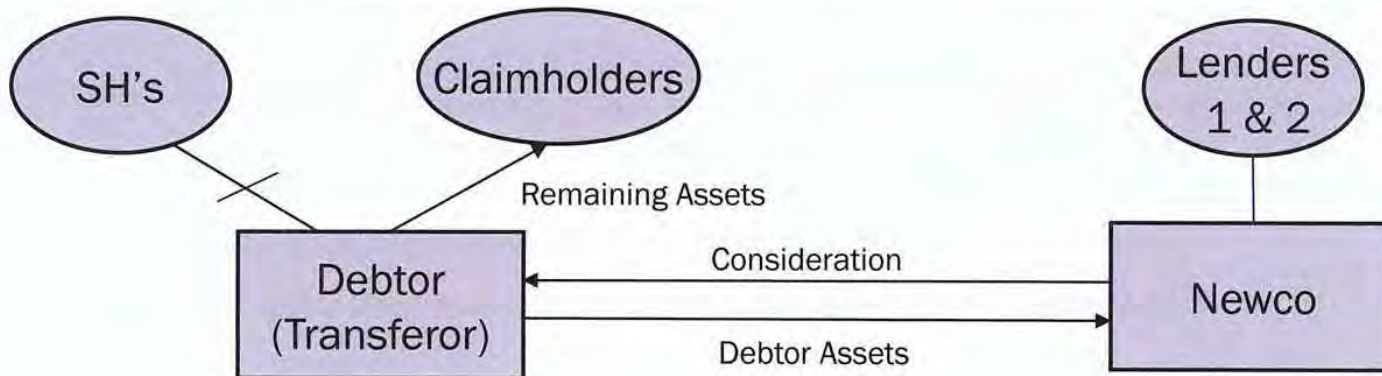 SH's
Claimholders
Lenders
1 & 2
Remaining Assets
Debtor
(Transferor)
Consideration
Debtor Assets
Newco